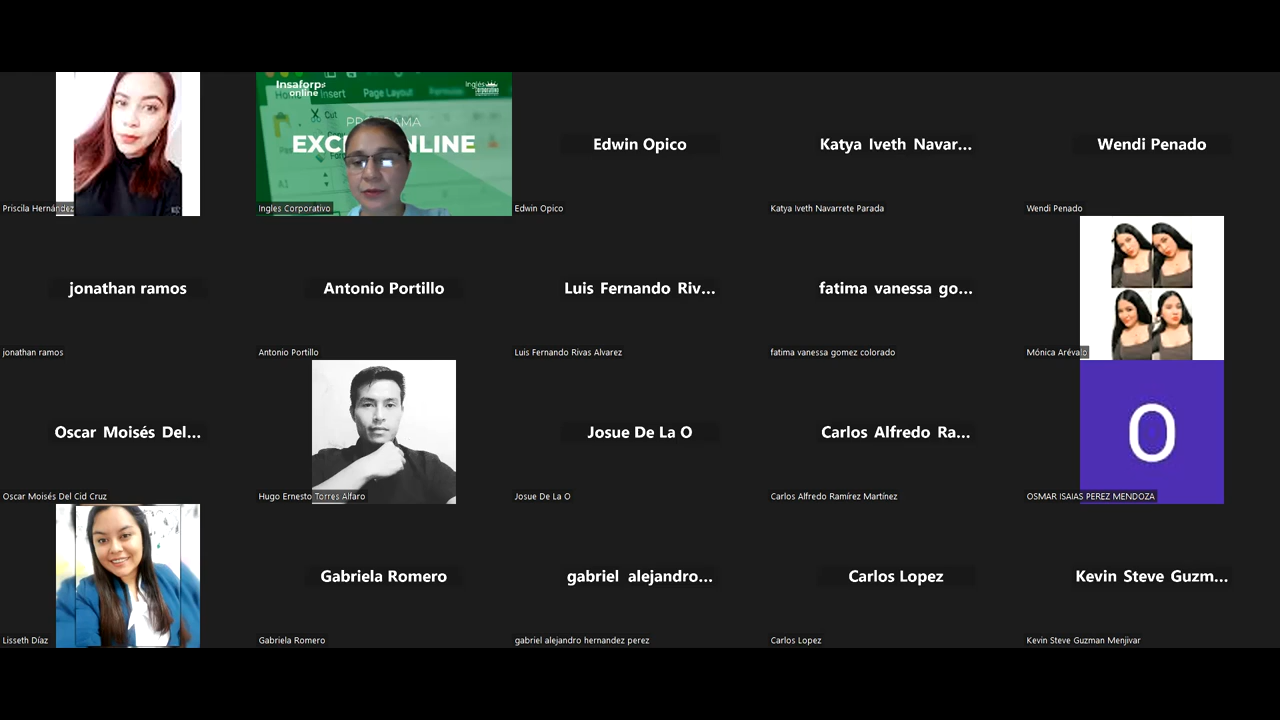 Insaforp
online
Inglés
Insert
Page Layout
Formulas
Cut
PROGRAMA
EXCEL ONLINE
A1
Edwin Opico
Katya Iveth Navar...
Wendi Penado
Priscila Hernández
Ingles Corporativo
Edwin Opico
Katya Iveth Navarrete Parada
Wendi Penado
jonathan ramos
Antonio Portillo
Luis Fernando Riv...
fatima vanessa go...
jonathan ramos
Antonio Portillo
Luis Fernando Rivas Alvarez
fatima vanessa gomez colorado
Mónica Arévalo
Oscar Moisés Del...
Josue De La O
Carlos Alfredo Ra...
O
Oscar Moisés Del Cid Cruz
Hugo Ernesto Torres Alfaro
Josue De La O
Carlos Alfredo Ramírez Martínez
OSMAR ISAIAS PEREZ MENDOZA
Gabriela Romero
gabriel alejandro...
Carlos Lopez
Kevin Steve Guzm...
Lisseth Díaz
Gabriela Romero
gabriel alejandro hernandez perez
Carlos Lopez
Kevin Steve Guzman Menjivar